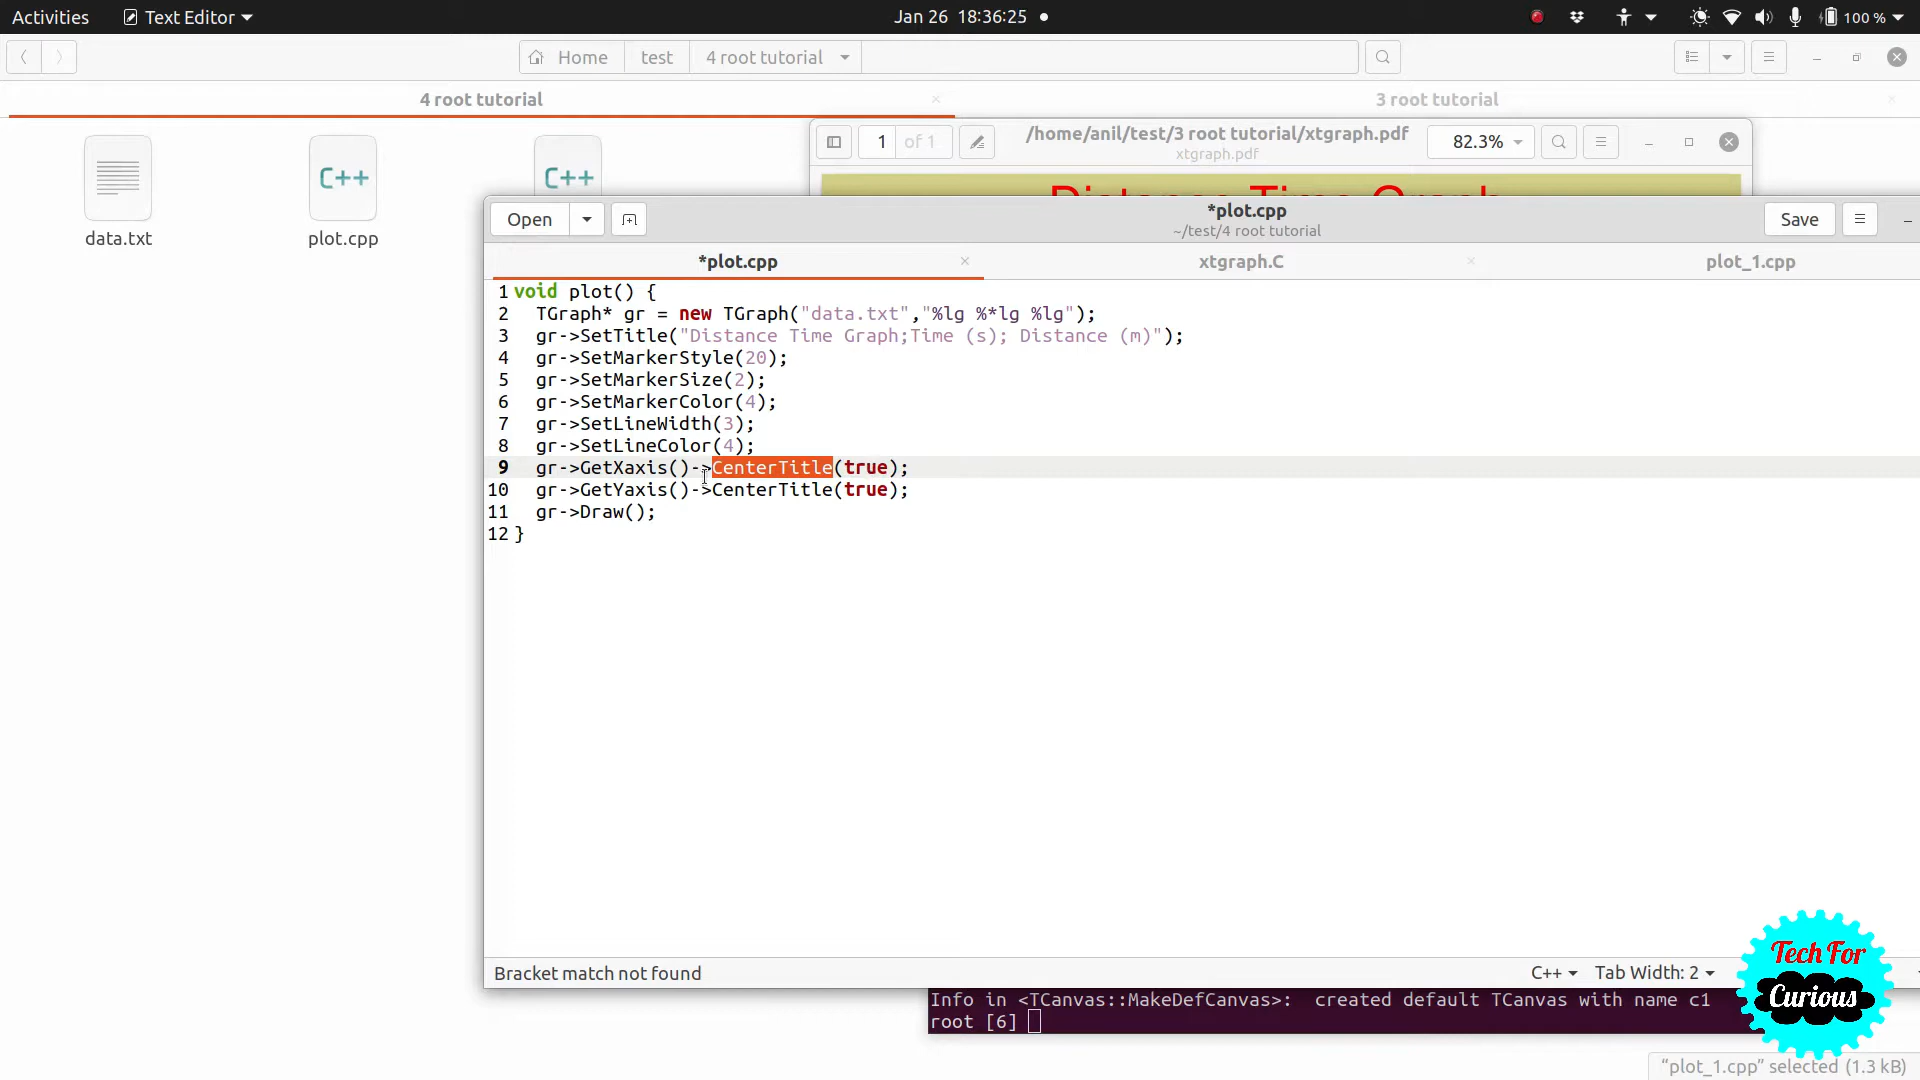 Activities Text Editor Jan 26 18:36:25 100 %
Home test 4 root tutorial
4 root tutorial 3 root tutorial
C++ C++
data.txt plot.cpp
1 of 1 /home/anil/test/3 root tutorial/xtgraph.pdf 82.3%
xtgraph.pdf
Distance Time Graph
Open *plot.cpp Save
~/test/4 root tutorial
*plot.cpp xtgraph.C plot_1.cpp
1 void plot() {
2 TGraph* gr = new TGraph("data.txt","%lg %*lg %lg");
3 gr->SetTitle("Distance Time Graph;Time (s); Distance (m)");
4 gr->SetMarkerStyle(20);
5 gr->SetMarkerSize(2);
6 gr->SetMarkerColor(4);
7 gr->SetLineWidth(3);
8 gr->SetLineColor(4);
9 gr->GetXaxis()->CenterTitle(true);
10 gr->GetYaxis()->CenterTitle(true);
11 gr->Draw();
12 }
Bracket match not found C++ Tab Width: 2
Info in <TCanvas::MakeDefCanvas>: created default TCanvas with name c1
root [6]
Tech For
Curious
“plot_1.cpp” selected (1.3 kB)